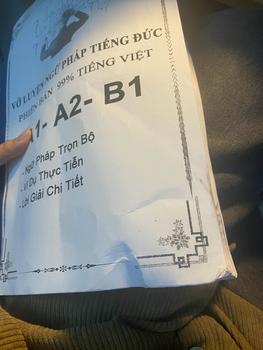 VỞ LUYỆN NGỮ PHÁP TIẾNG ĐỨC
PHIÊN BẢN 99% TIẾNG VIỆT
A1- A2- B1
- Ngữ Pháp Trọn Bộ
- Ví Dụ Thực Tiễn
- Lời Giải Chi Tiết